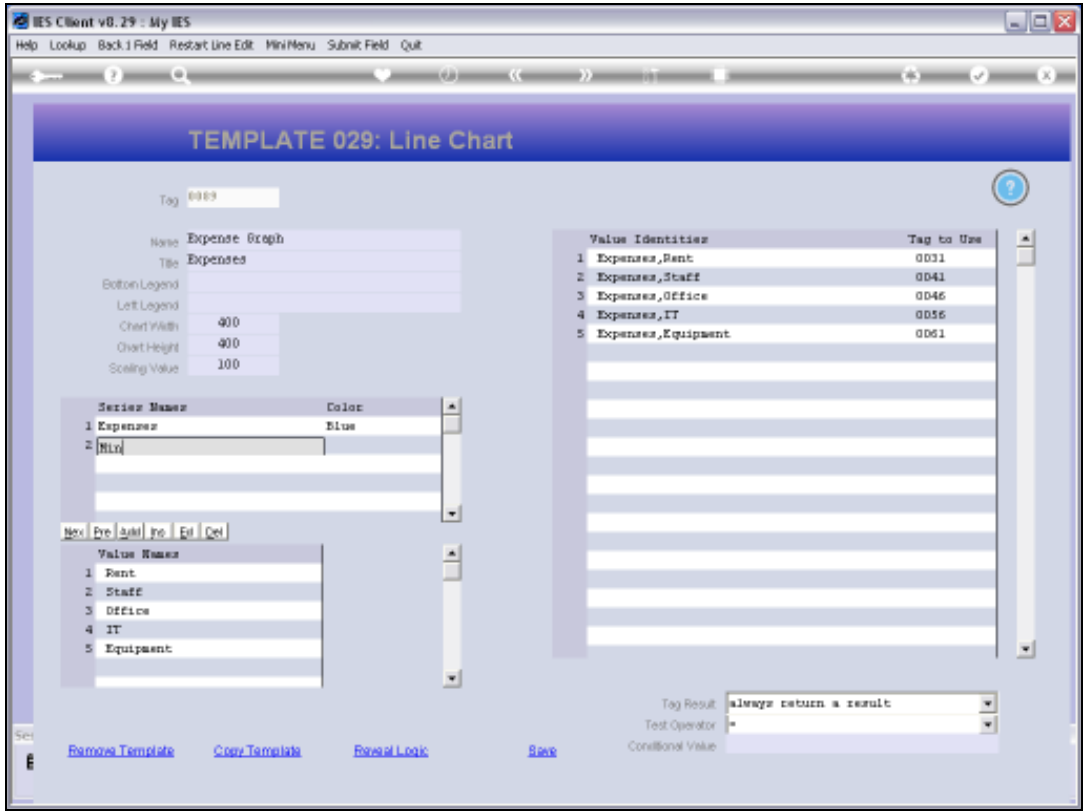 IES Client v8.29 : My IES
Help Lookup Back 1 Field Restart Line Edit Mini Menu Submit Field Quit
TEMPLATE 029: Line Chart
Tag 0089
Name Expense Graph
Title Expenses
Bottom Legend
Left Legend
Chart Width 400
Chart Height 400
Scaling Value 100
Series Names Color
1 Expenses Blue
2 Min
Nex Pre Add Ins Ed Del
Value Names
1 Rent
2 Staff
3 Office
4 IT
5 Equipment
Value Identities Tag to Use
1 Expenses,Rent 0031
2 Expenses,Staff 0041
3 Expenses,Office 0046
4 Expenses,IT 0056
5 Expenses,Equipment 0061
Tag Result always return a result
Test Operator =
Conditional Value
Remove Template Copy Template Reveal Logic Save